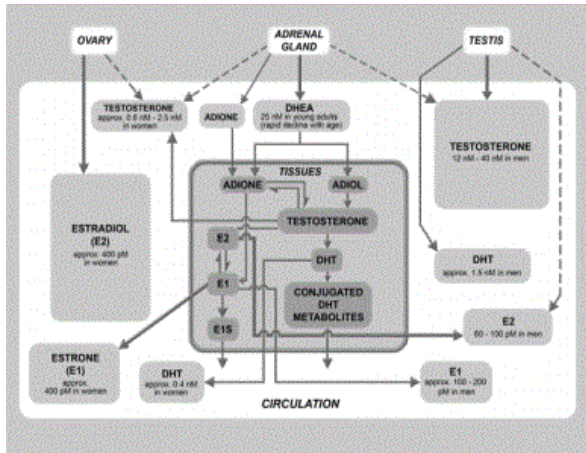 OVARY
ADRENAL
GLAND
TESTIS
TESTOSTERONE
approx. 0.6 nM - 2.5 nM
in women
ADIONE
DHEA
25 nM in young adults
(rapid decline with age)
TESTOSTERONE
12 nM - 40 nM in men
TISSUES
ADIONE
ADIOL
TESTOSTERONE
ESTRADIOL
(E2)
approx. 400 pM
in women
E2
DHT
DHT
approx. 1.5 nM in men
E1
CONJUGATED
DHT
METABOLITES
E1S
E2
60 - 100 pM in men
ESTRONE
(E1)
approx.
400 pM in women
DHT
approx. 0.4 nM
in women
E1
approx. 100 - 200
pM in men
CIRCULATION